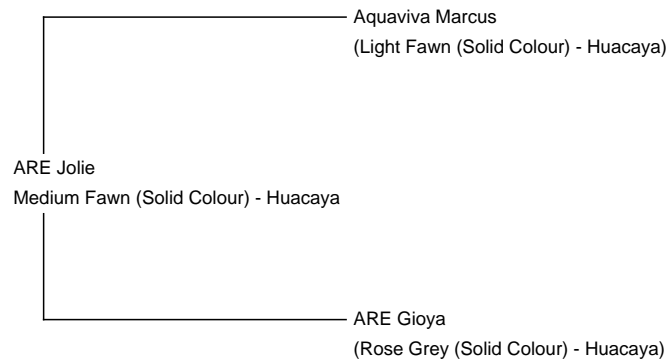 Aquaviva Marcus
(Light Fawn (Solid Colour) - Huacaya)
ARE Jolie
Medium Fawn (Solid Colour) - Huacaya
ARE Gioya
(Rose Grey (Solid Colour) - Huacaya)